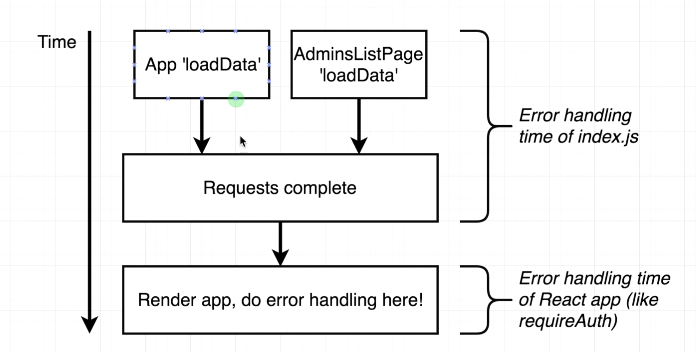 Time
App 'loadData'
AdminsListPage
'loadData'
Error handling
time of index.js
Requests complete
Render app, do error handling here!
Error handling time
of React app (like
requireAuth)